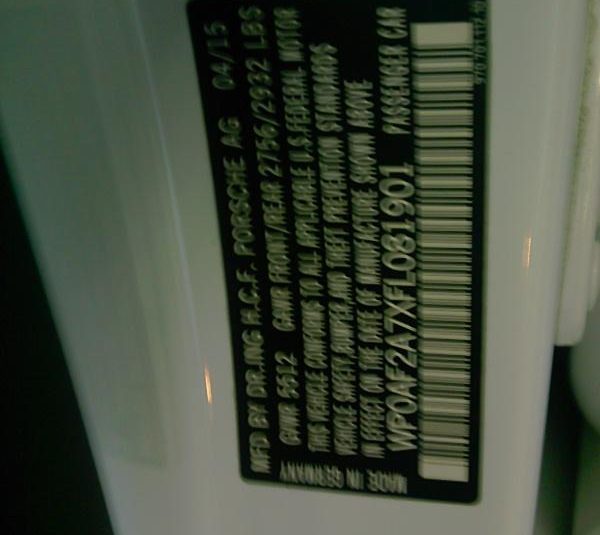 MFD BY DR.ING H.C.F. PORSCHE AG 04/15
GVWR 5512 GAWR FRONT/REAR 2756/2932 LBS
THIS VEHICLE CONFORMS TO ALL APPLICABLE U.S.FEDERAL MOTOR
VEHICLE SAFETY,BUMPER,AND THEFT PREVENTION STANDARDS
IN EFFECT ON THE DATE OF MANUFACTURE SHOWN ABOVE
WP0AF2A7XFL081901 PASSENGER CAR
MADE IN GERMANY